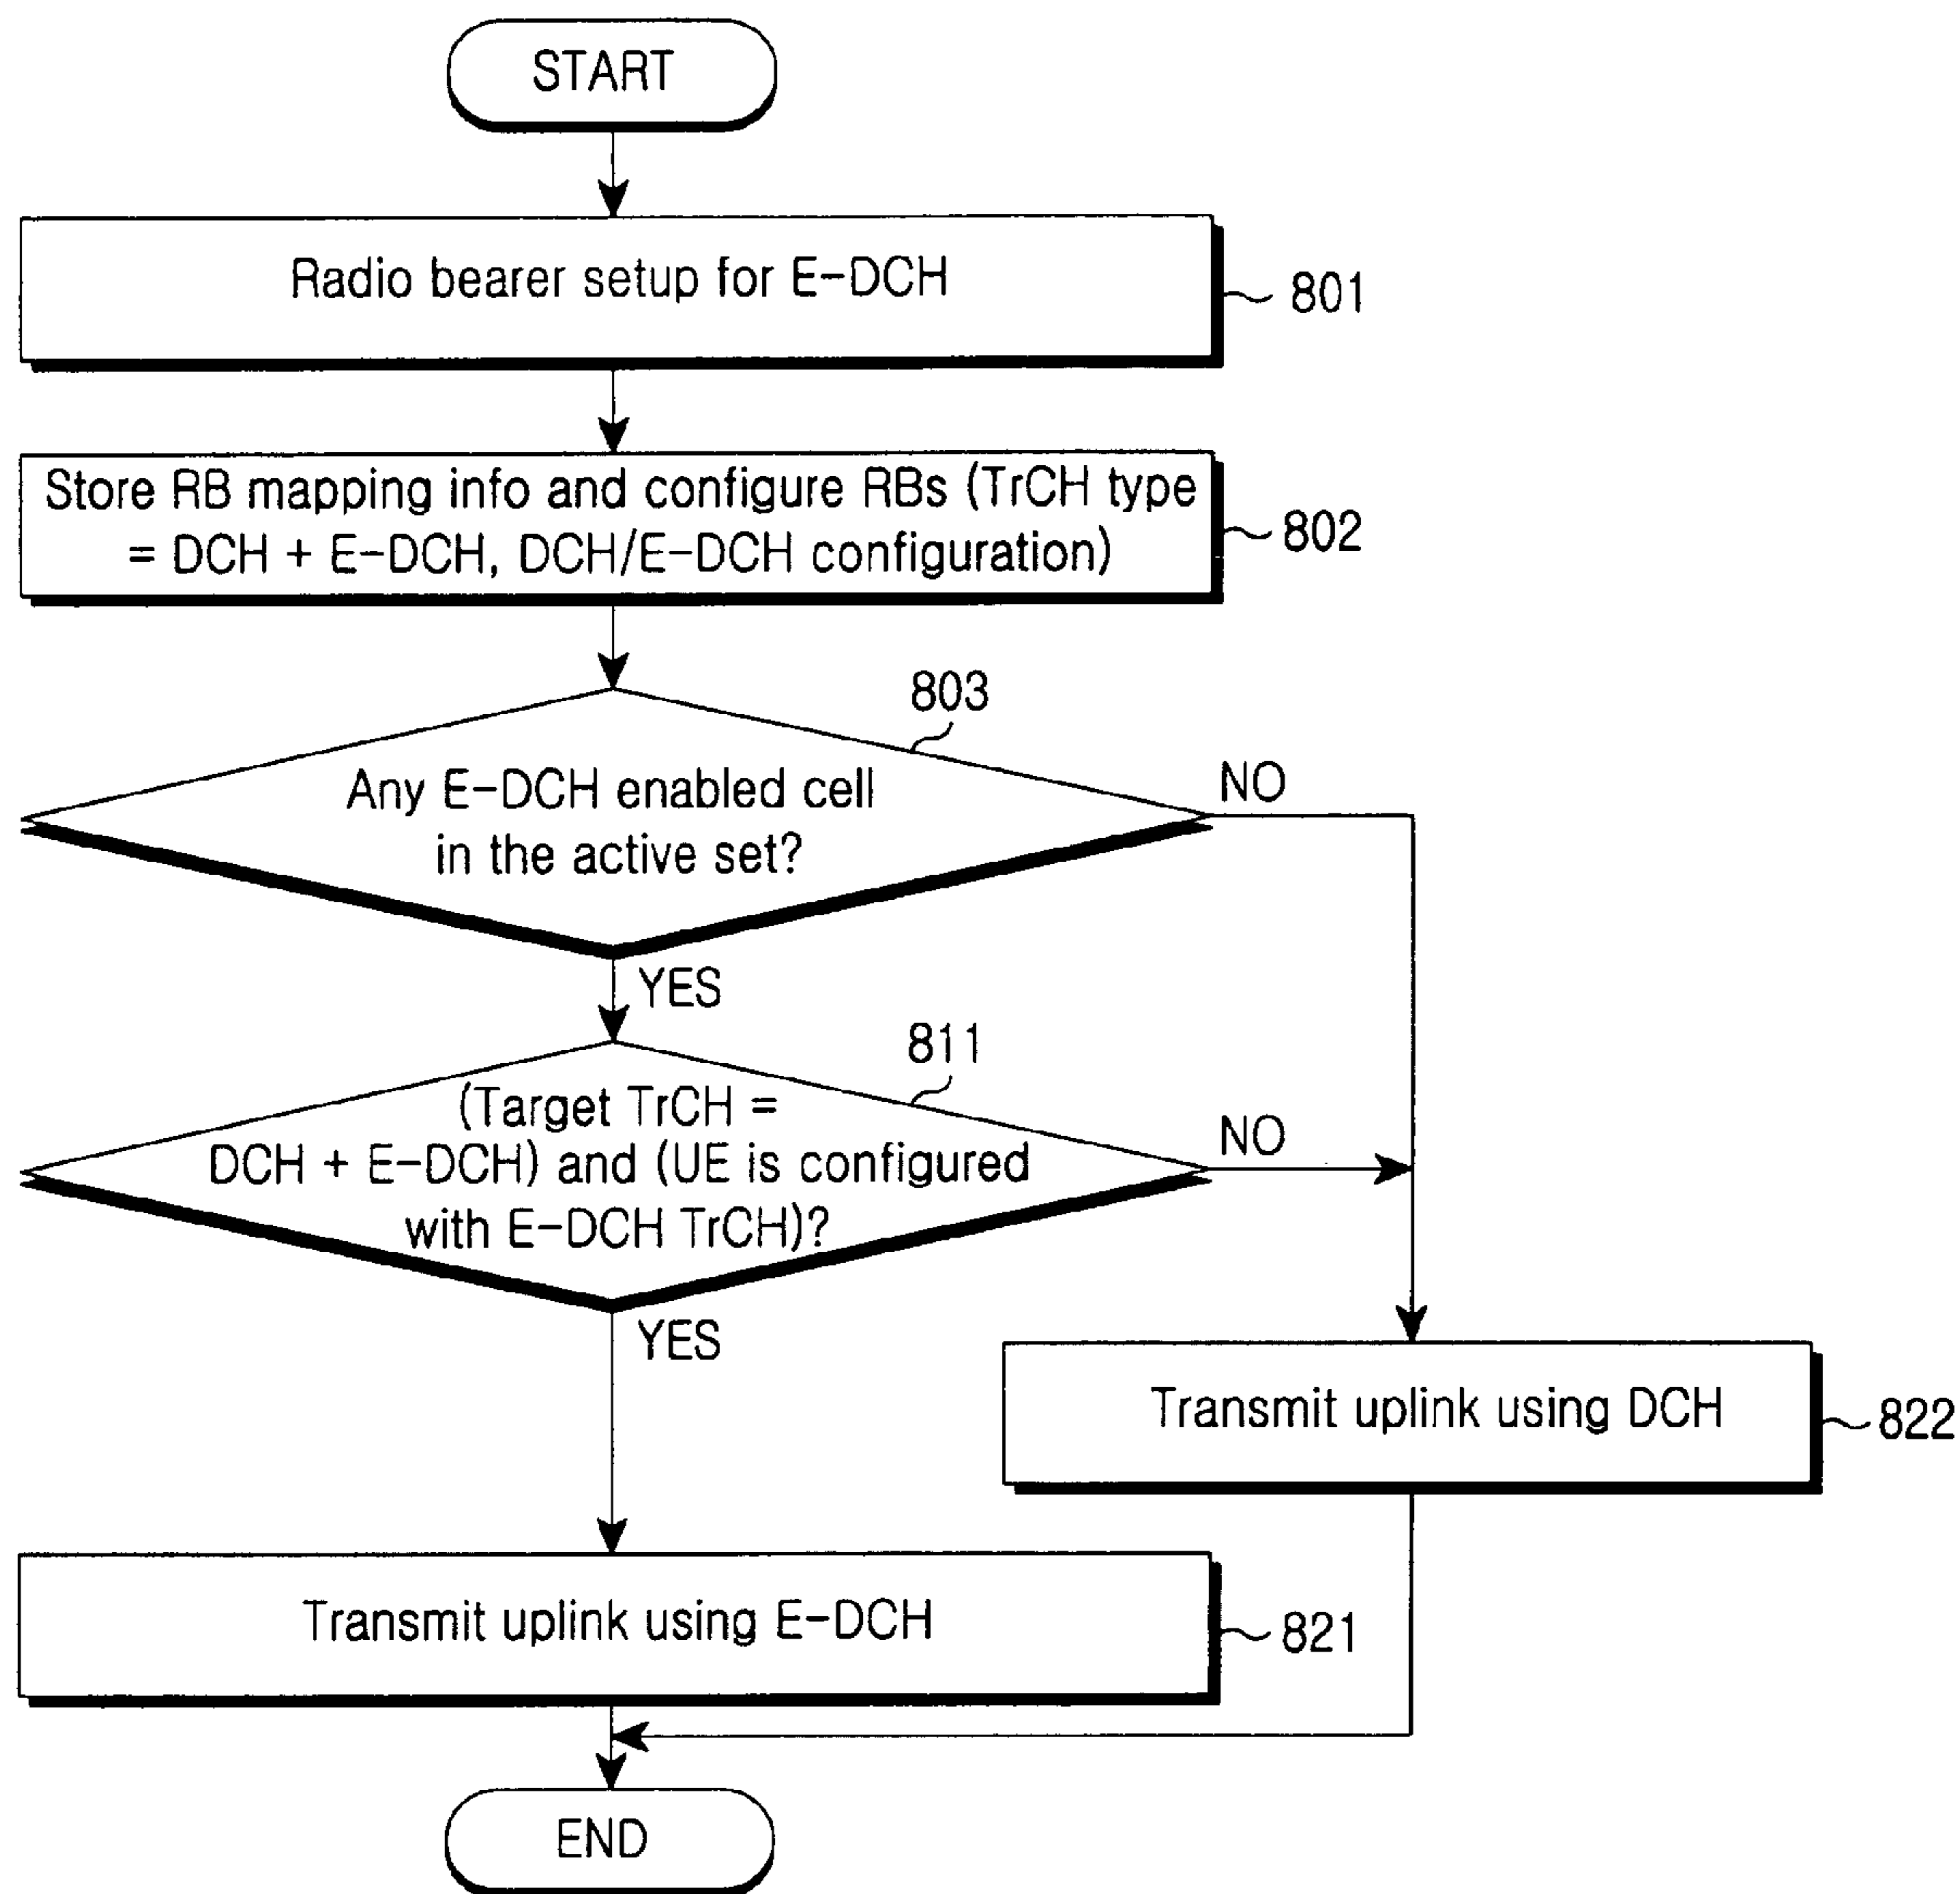 START
Radio bearer setup for E-DCH
801
Store RB mapping info and configure RBs (TrCH type
= DCH + E-DCH, DCH/E-DCH configuration)
802
803
Any E-DCH enabled cell
in the active set?
NO
YES
811
(Target TrCH =
DCH + E-DCH) and (UE is configured
with E-DCH TrCH)?
NO
YES
Transmit uplink using DCH
822
Transmit uplink using E-DCH
821
END